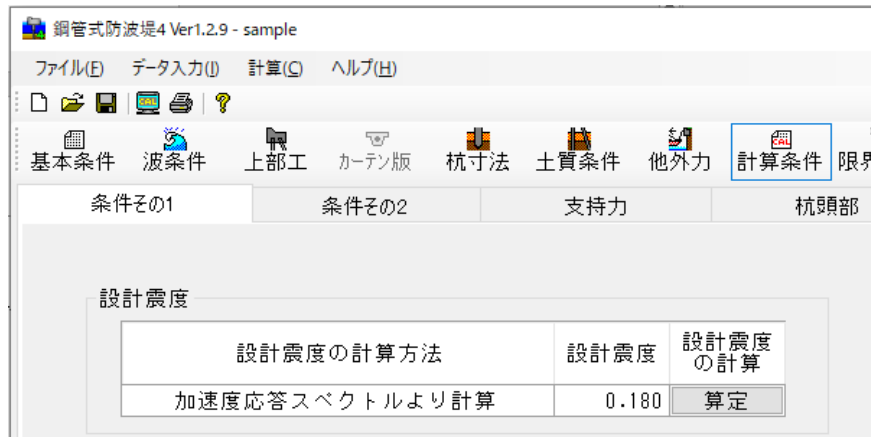 鋼管式防波堤4 Ver1.2.9 - sample
ファイル(F) データ入力(I) 計算(C) ヘルプ(H)
基本条件 波条件 上部工 カーテン版 杭寸法 土質条件 他外力 計算条件 限界
条件その1 条件その2 支持力 杭頭部
設計震度
設計震度の計算方法 設計震度 設計震度の計算
加速度応答スペクトルより計算 0.180 算定